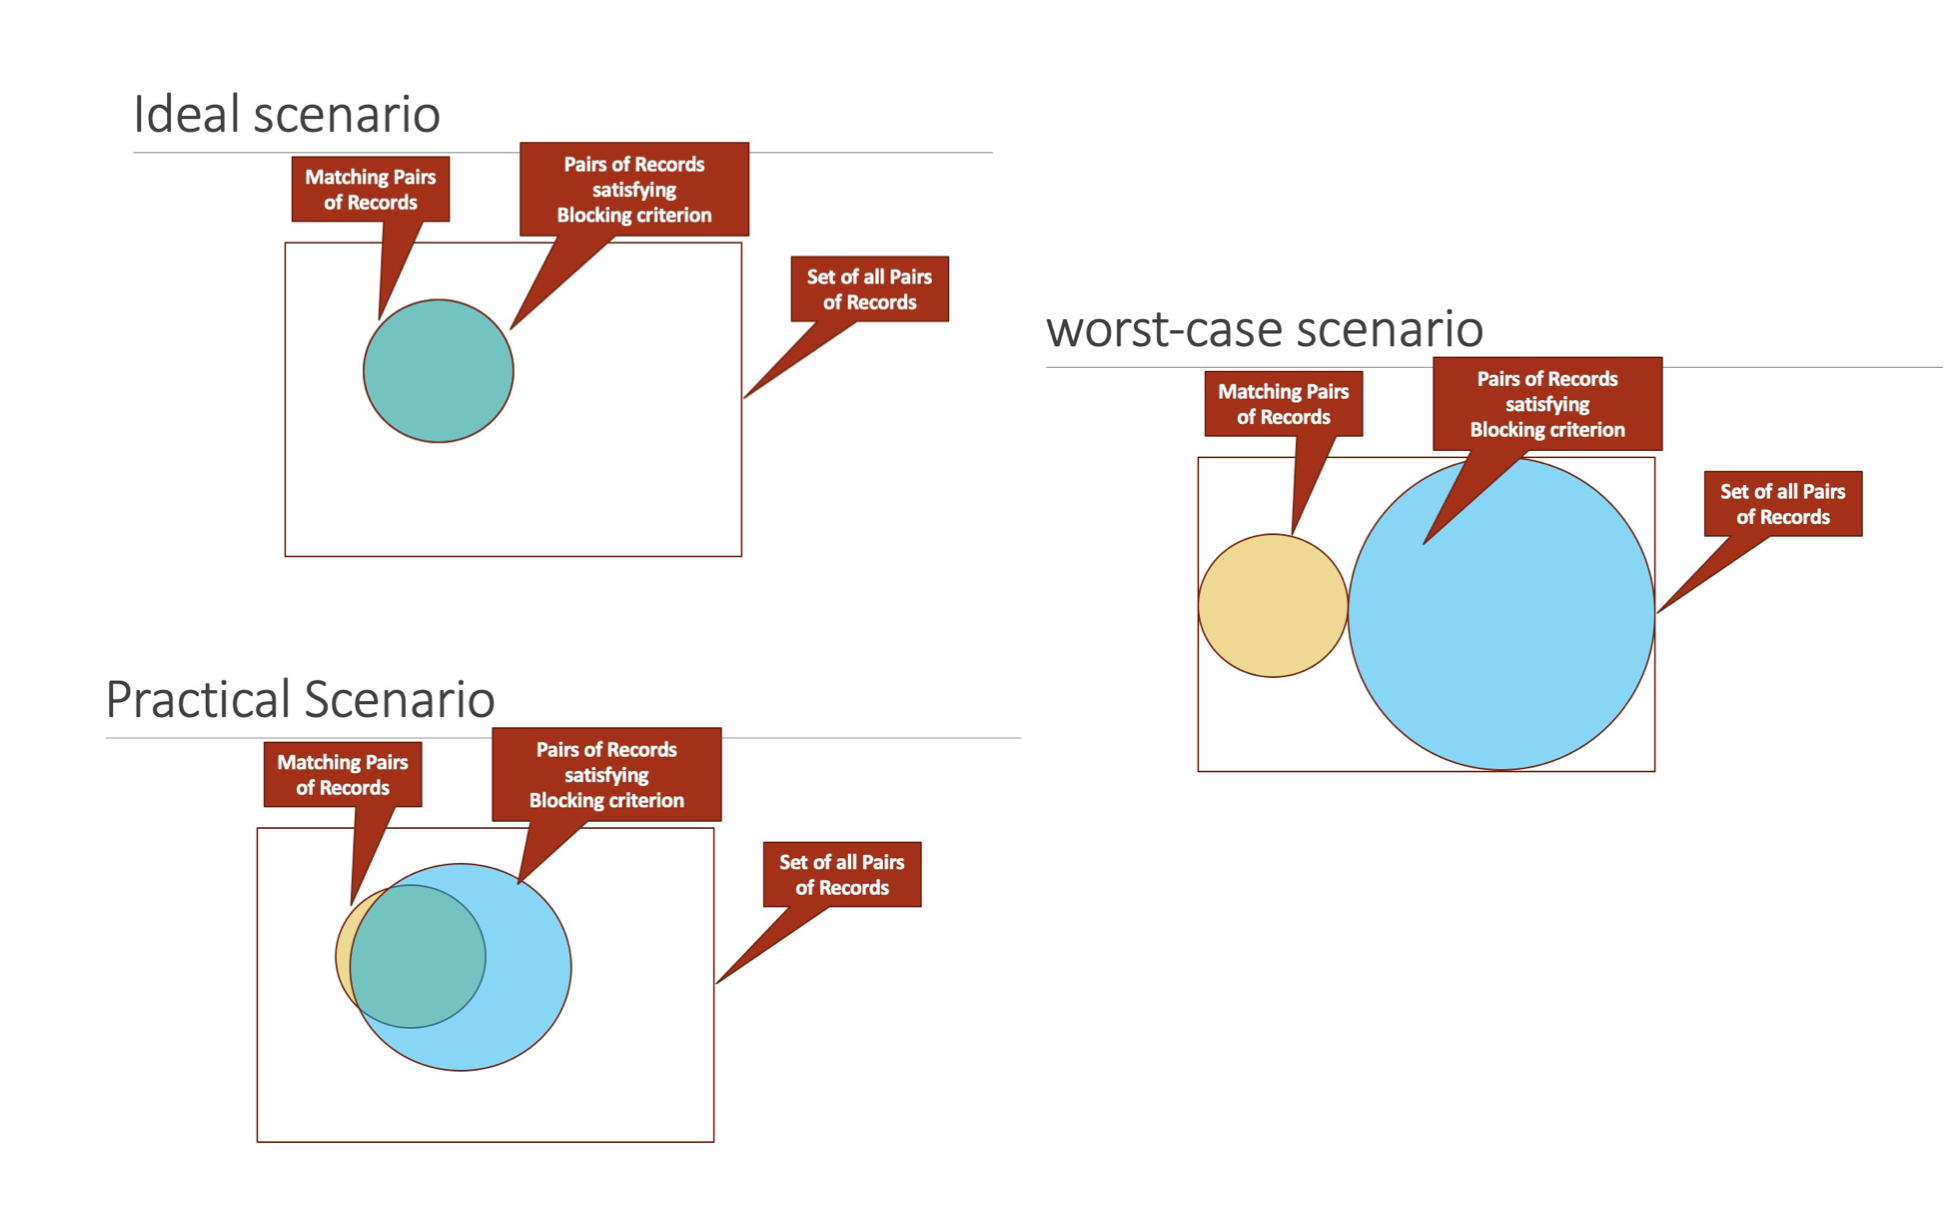 Ideal scenario
Matching Pairs
of Records
Pairs of Records
satisfying
Blocking criterion
Set of all Pairs
of Records
worst-case scenario
Matching Pairs
of Records
Pairs of Records
satisfying
Blocking criterion
Set of all Pairs
of Records
Practical Scenario
Matching Pairs
of Records
Pairs of Records
satisfying
Blocking criterion
Set of all Pairs
of Records